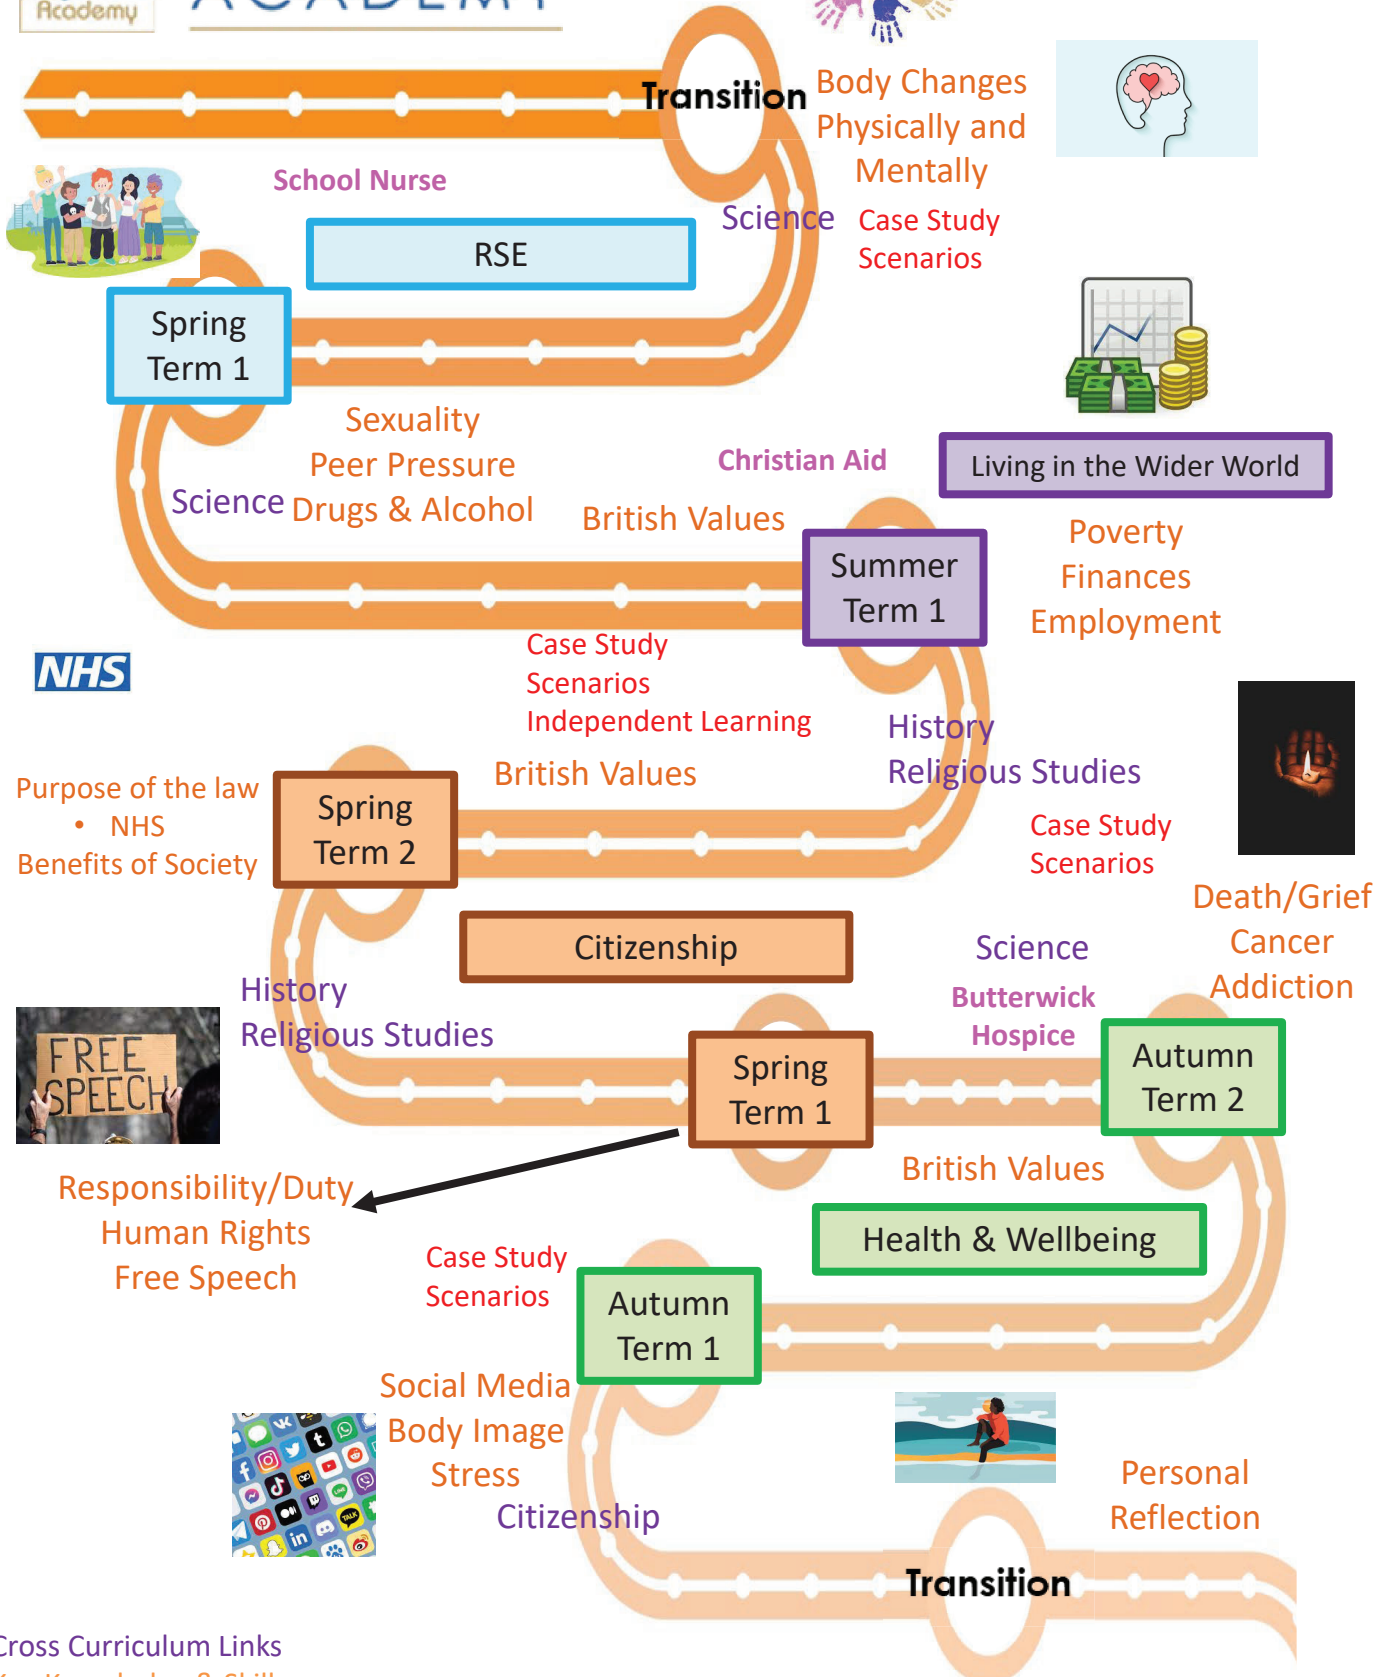 Academy
ACADEMY
Transition
Body Changes
Physically and
Mentally
School Nurse
Science
Case Study
Scenarios
RSE
Spring
Term 1
Sexuality
Peer Pressure
Drugs & Alcohol
Science
Christian Aid
Living in the Wider World
British Values
Poverty
Finances
Employment
Summer
Term 1
NHS
Case Study
Scenarios
Independent Learning
History
Religious Studies
British Values
Purpose of the law
• NHS
Benefits of Society
Spring
Term 2
Case Study
Scenarios
Death/Grief
Cancer
Addiction
Citizenship
Science
Butterwick
Hospice
History
Religious Studies
FREE
SPEECH
Spring
Term 1
Autumn
Term 2
British Values
Responsibility/Duty
Human Rights
Free Speech
Health & Wellbeing
Case Study
Scenarios
Autumn
Term 1
Social Media
Body Image
Stress
Citizenship
Personal
Reflection
Transition
Cross Curriculum Links